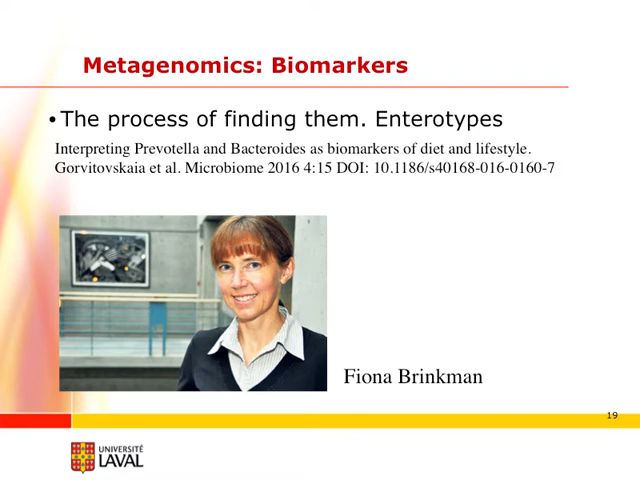 Metagenomics: Biomarkers
• The process of finding them. Enterotypes
Interpreting Prevotella and Bacteroides as biomarkers of diet and lifestyle.
Gorvitovskaia et al. Microbiome 2016 4:15 DOI: 10.1186/s40168-016-0160-7
Fiona Brinkman
19
UNIVERSITÉ
LAVAL